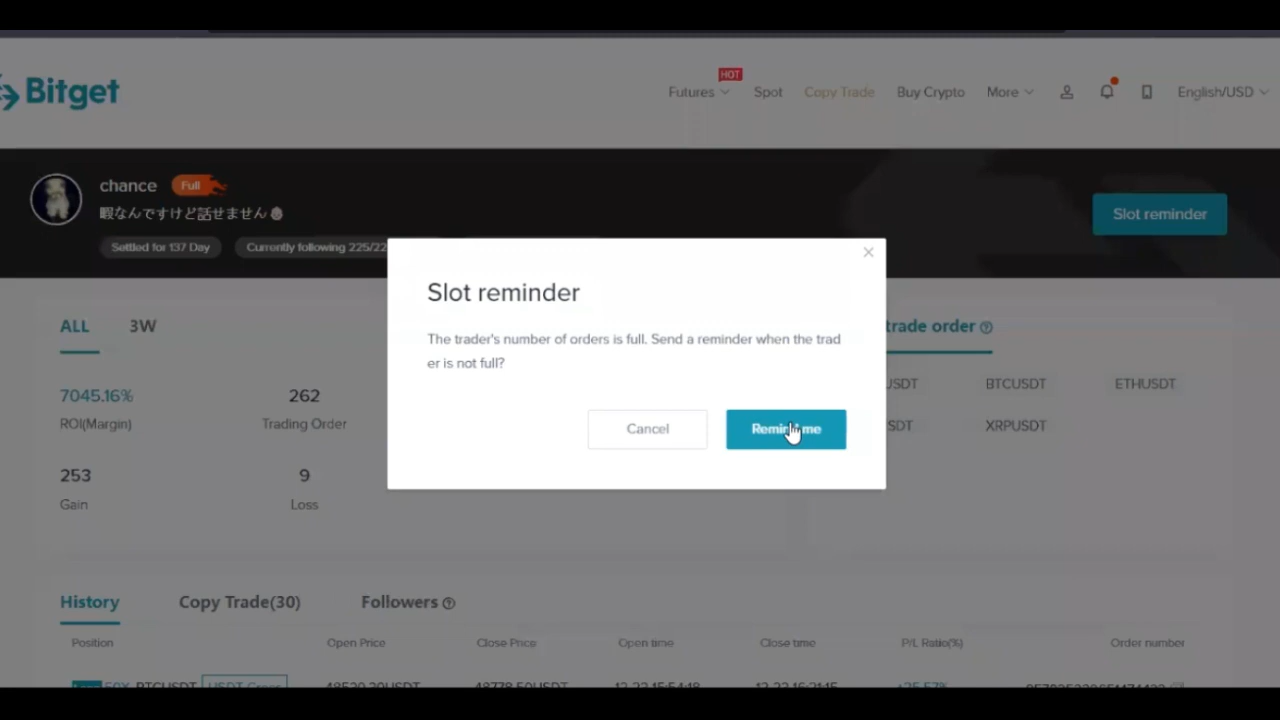 Bitget
HOT
Futures Spot Copy Trade Buy Crypto More English/USD
chance Full
暇なんですけど話せません
Slot reminder
Settled for 137 Day Currently following 225/22
Slot reminder
The trader's number of orders is full. Send a reminder when the trad
er is not full?
Cancel Remind me
ALL 3W trade order
7045.16% 262
ROI(Margin) Trading Order
253 9
Gain Loss
USDT BTCUSDT ETHUSDT
SDT XRPUSDT
History Copy Trade(30) Followers
Position Open Price Close Price Open time Close time P/L Ratio(%) Order number
50X BTCUSDT